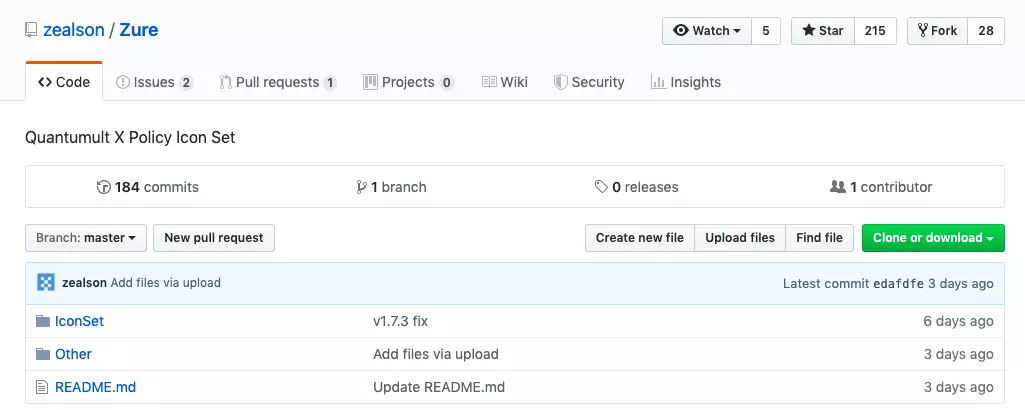 zealson / Zure Watch 5 Star 215 Fork 28
Code Issues 2 Pull requests 1 Projects 0 Wiki Security Insights
Quantumult X Policy Icon Set
184 commits 1 branch 0 releases 1 contributor
Branch: master New pull request Create new file Upload files Find file Clone or download
zealson Add files via upload Latest commit edafdfe 3 days ago
IconSet v1.7.3 fix 6 days ago
Other Add files via upload 3 days ago
README.md Update README.md 3 days ago